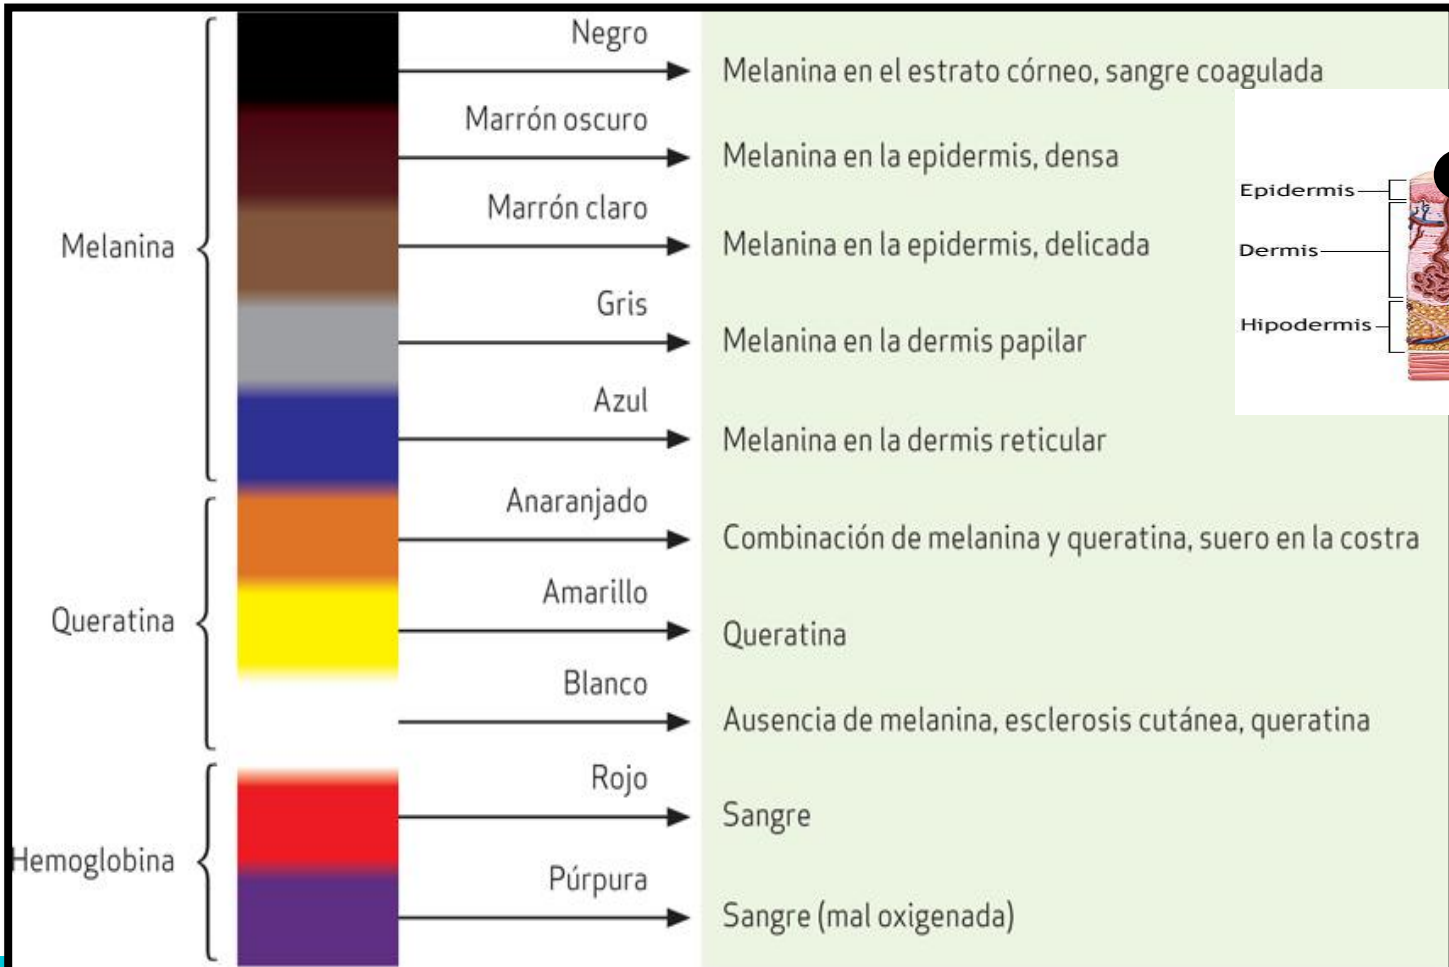 Negro
Melanina en el estrato córneo, sangre coagulada
Marrón oscuro
Melanina en la epidermis, densa
Marrón claro
Melanina en la epidermis, delicada
Melanina
Gris
Melanina en la dermis papilar
Azul
Melanina en la dermis reticular
Anaranjado
Combinación de melanina y queratina, suero en la costra
Amarillo
Queratina
Queratina
Blanco
Ausencia de melanina, esclerosis cutánea, queratina
Rojo
Sangre
Hemoglobina
Púrpura
Sangre (mal oxigenada)
Epidermis
Dermis
Hipodermis